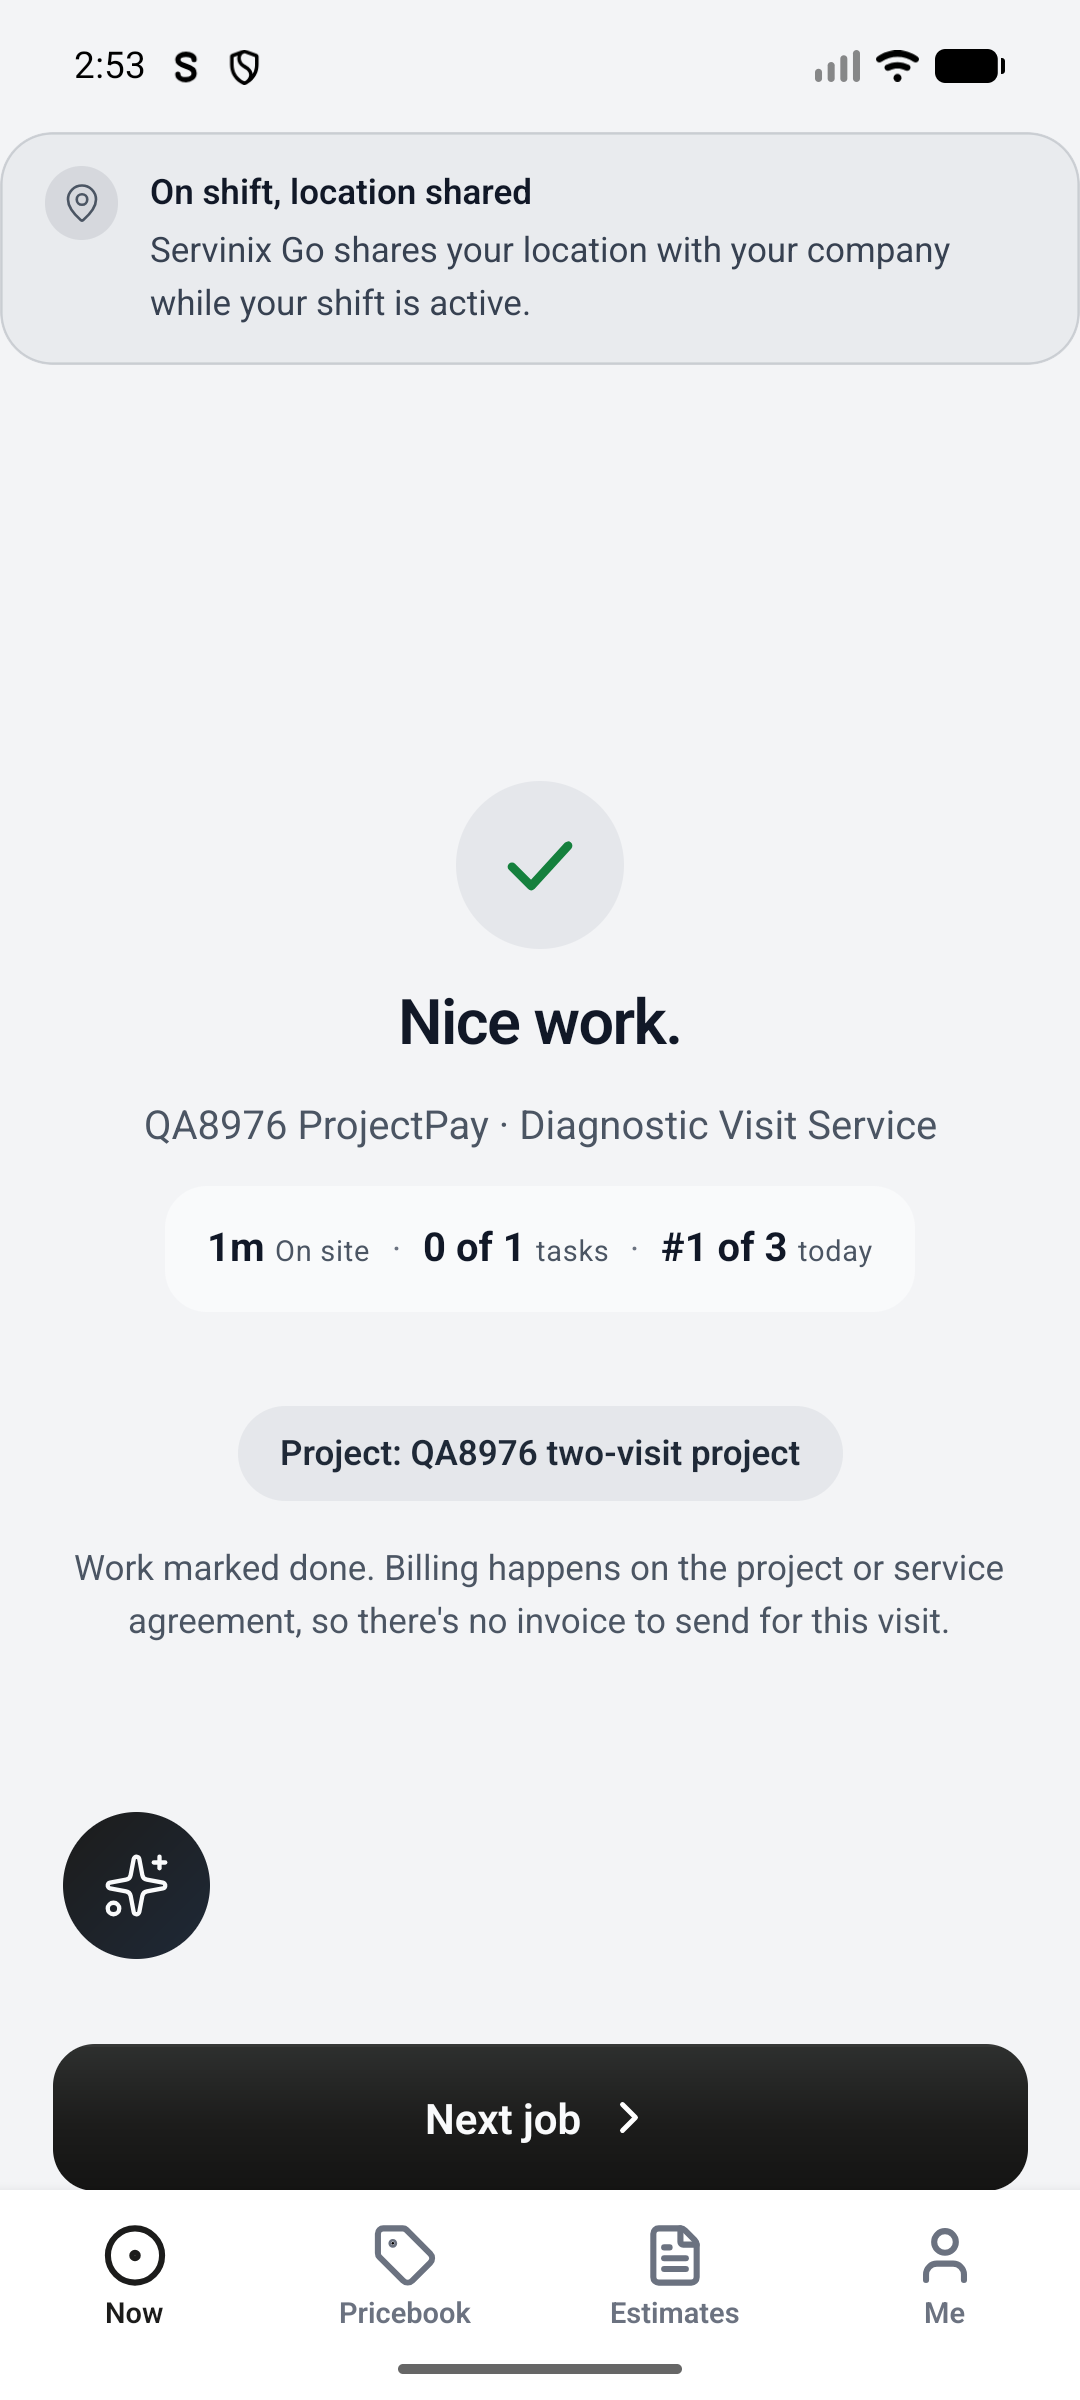 2:53 S
On shift, location shared
Servinix Go shares your location with your company
while your shift is active.
Nice work.
QA8976 ProjectPay · Diagnostic Visit Service
1m On site · 0 of 1 tasks · #1 of 3 today
Project: QA8976 two-visit project
Work marked done. Billing happens on the project or service
agreement, so there's no invoice to send for this visit.
Next job
Now Pricebook Estimates Me